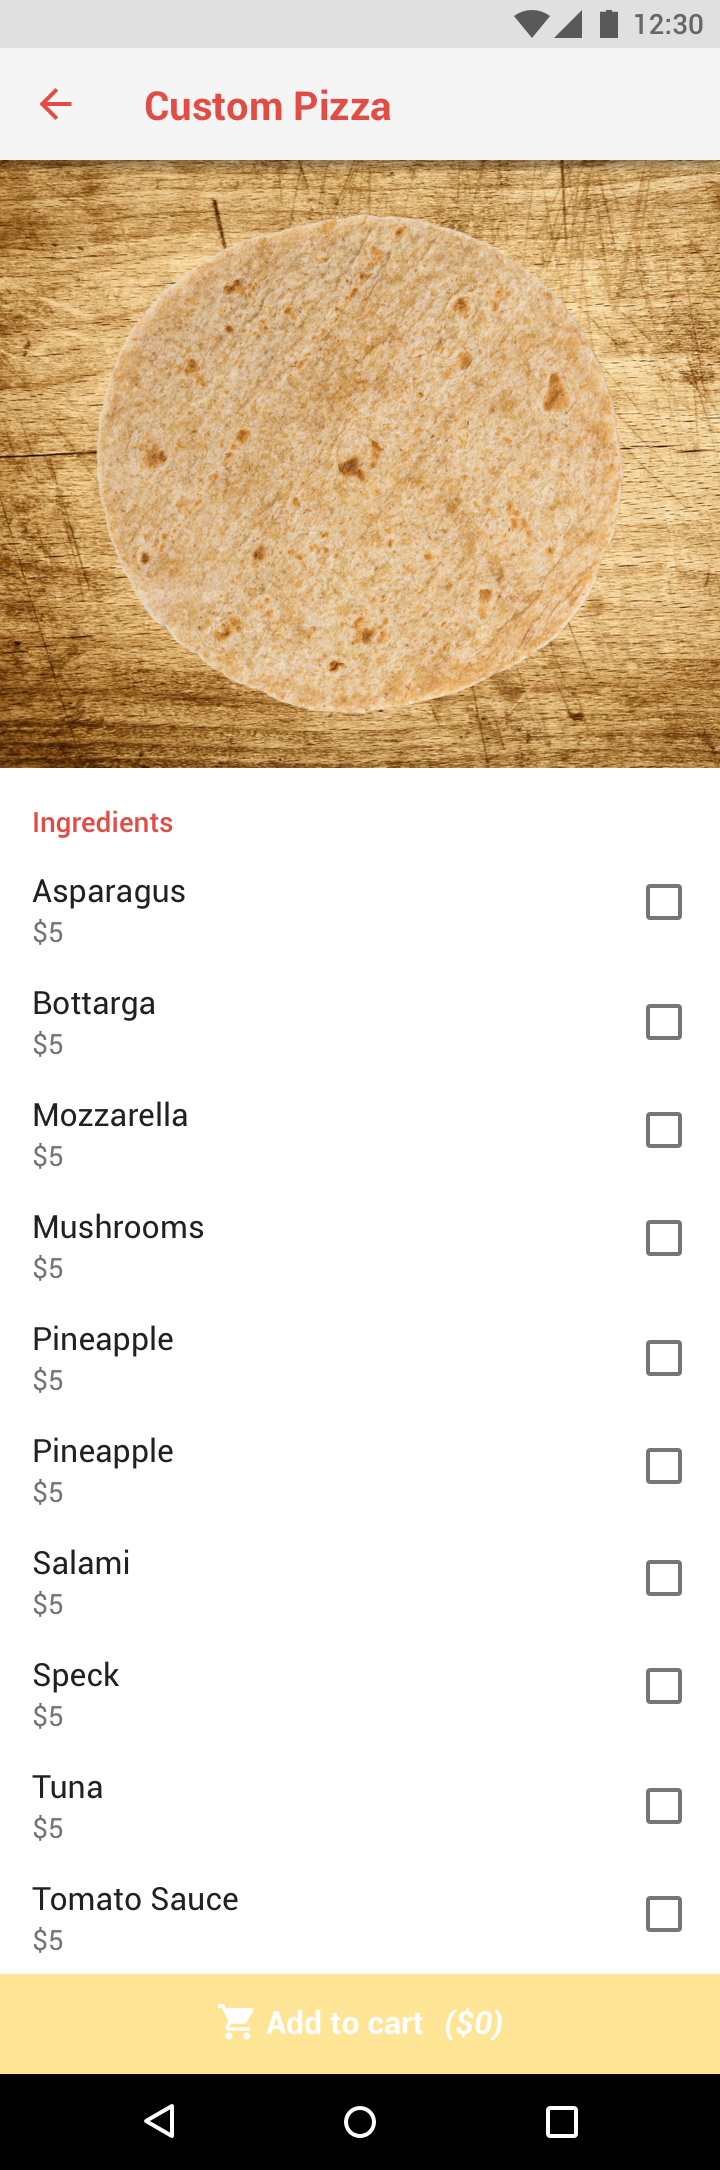 12:30
Custom Pizza
Ingredients
Asparagus
$5
Bottarga
$5
Mozzarella
$5
Mushrooms
$5
Pineapple
$5
Pineapple
$5
Salami
$5
Speck
$5
Tuna
$5
Tomato Sauce
$5
Add to cart ($0)